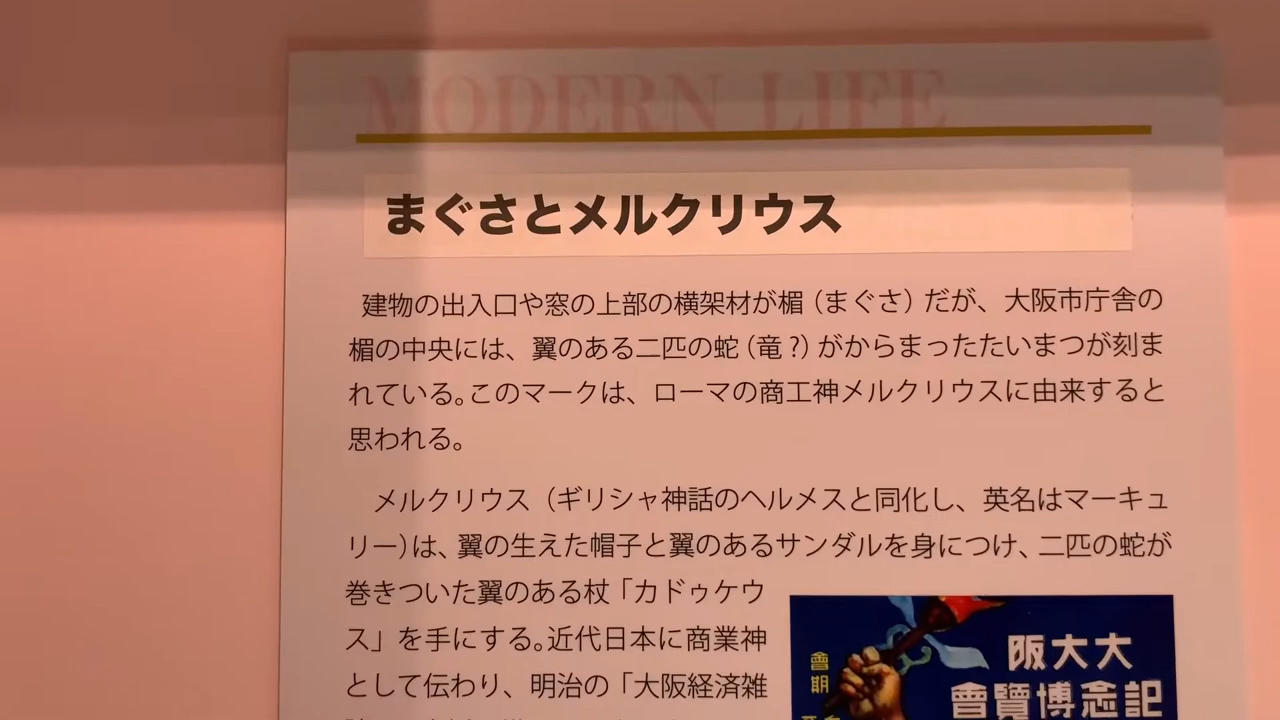 MODERN LIFE
まぐさとメルクリウス
建物の出入口や窓の上部の横架材が楣（まぐさ）だが、大阪市庁舎の
楣の中央には、翼のある二匹の蛇（竜？）がからまったたいまつが刻ま
れている。このマークは、ローマの商工神メルクリウスに由来すると
思われる。
メルクリウス（ギリシャ神話のヘルメスと同化し、英名はマーキュ
リー）は、翼の生えた帽子と翼のあるサンダルを身につけ、二匹の蛇が
巻きついた翼のある杖「カドゥケウ
ス」を手にする。近代日本に商業神
として伝わり、明治の「大阪経済雑
阪大大
會覽博念記
會期